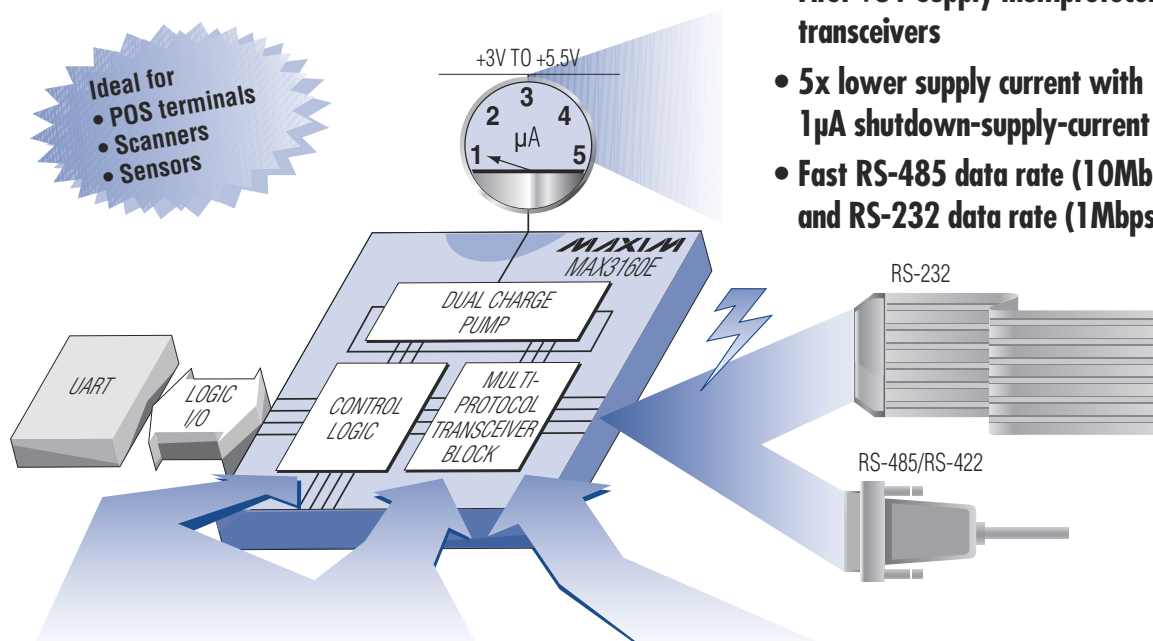 Ideal for
• POS terminals
• Scanners
• Sensors
+3V TO +5.5V
1 2 3 4 5
µA
transceivers
• 5x lower supply current with
1µA shutdown-supply-current
• Fast RS-485 data rate (10Mb
and RS-232 data rate (1Mbps
MAXIM
MAX3160E
DUAL CHARGE
PUMP
UART
LOGIC
I/O
CONTROL
LOGIC
MULTI-
PROTOCOL
TRANSCEIVER
BLOCK
RS-232
RS-485/RS-422